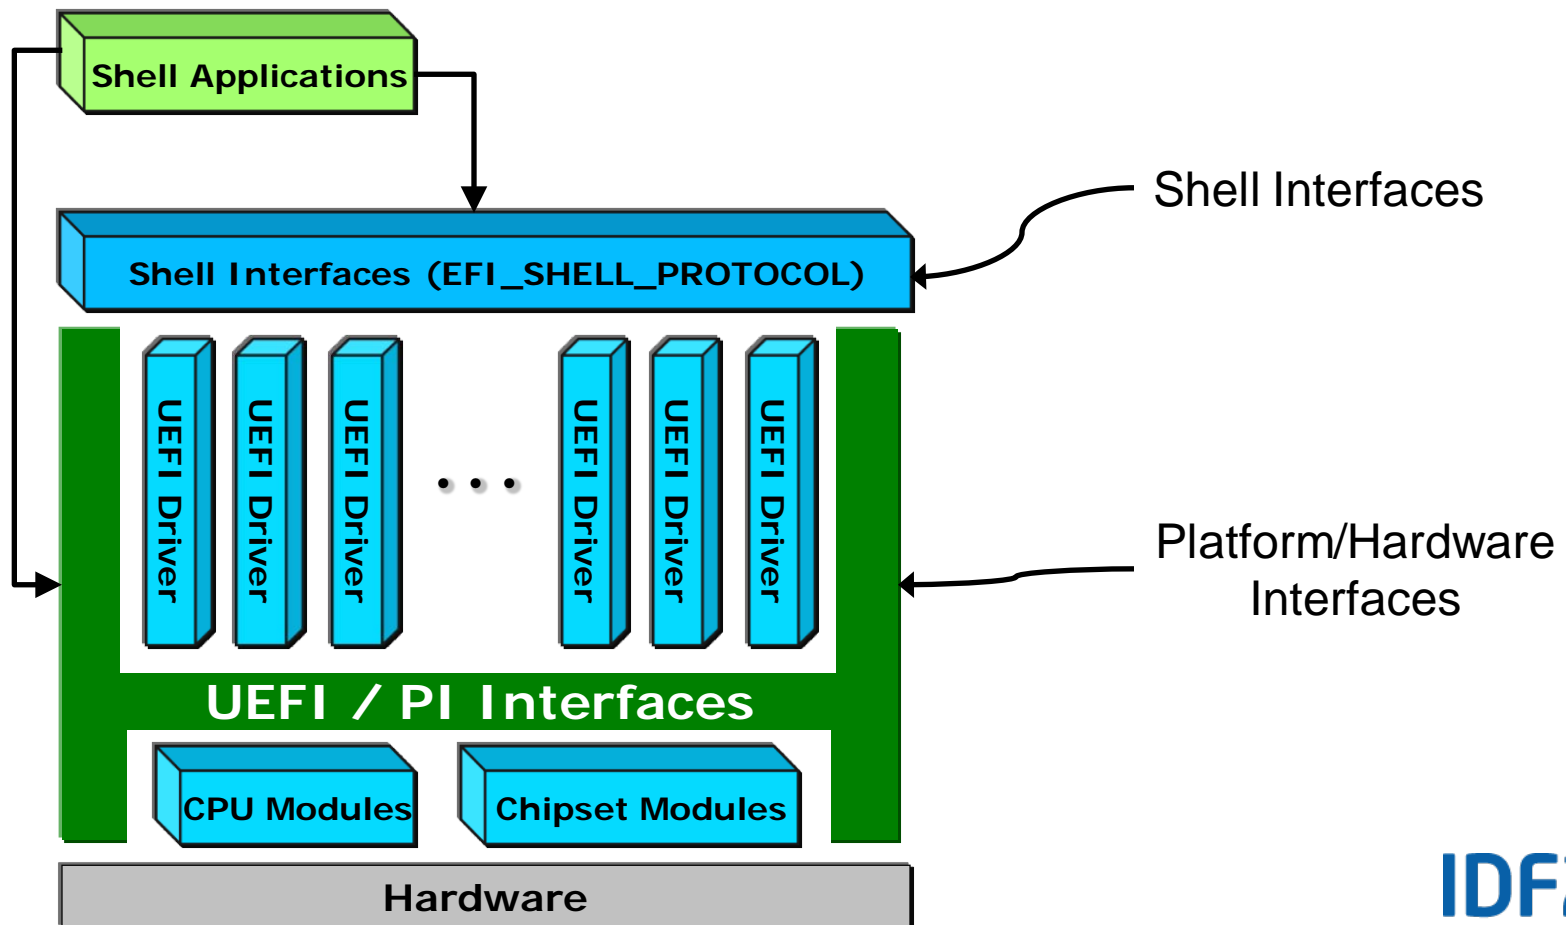 Shell Applications
Shell Interfaces
Shell Interfaces (EFI_SHELL_PROTOCOL)
UEFI Driver
UEFI Driver
UEFI Driver
...
UEFI Driver
UEFI Driver
UEFI Driver
Platform/Hardware
Interfaces
UEFI / PI Interfaces
CPU Modules
Chipset Modules
Hardware
IDF